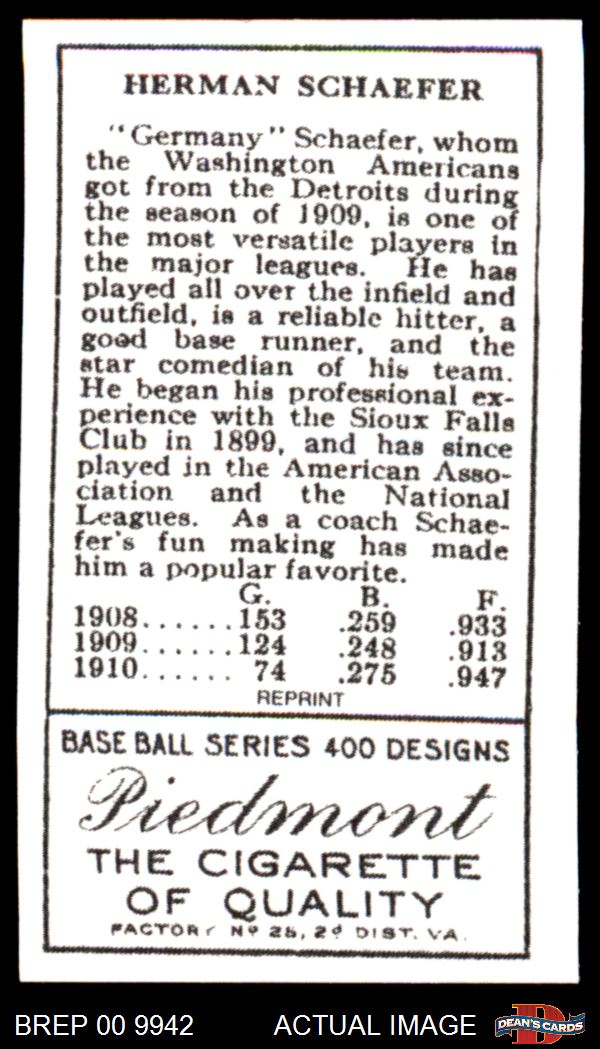 HERMAN SCHAEFER
"Germany" Schaefer, whom
the Washington Americans
got from the Detroits during
the season of 1909, is one of
the most versatile players in
the major leagues. He has
played all over the infield and
outfield, is a reliable hitter, a
good base runner, and the
star comedian of his team.
He began his professional ex-
perience with the Sioux Falls
Club in 1899, and has since
played in the American Asso-
ciation and the National
Leagues. As a coach Schae-
fer's fun making has made
him a popular favorite.
G. B. F.
1908......153 .259 .933
1909......124 .248 .913
1910...... 74 .275 .947
REPRINT
BASE BALL SERIES 400 DESIGNS
Piedmont
THE CIGARETTE
OF QUALITY
FACTORY Nº 25, 2d DIST. VA.
BREP 00 9942 ACTUAL IMAGE
D
DEAN'S CARDS